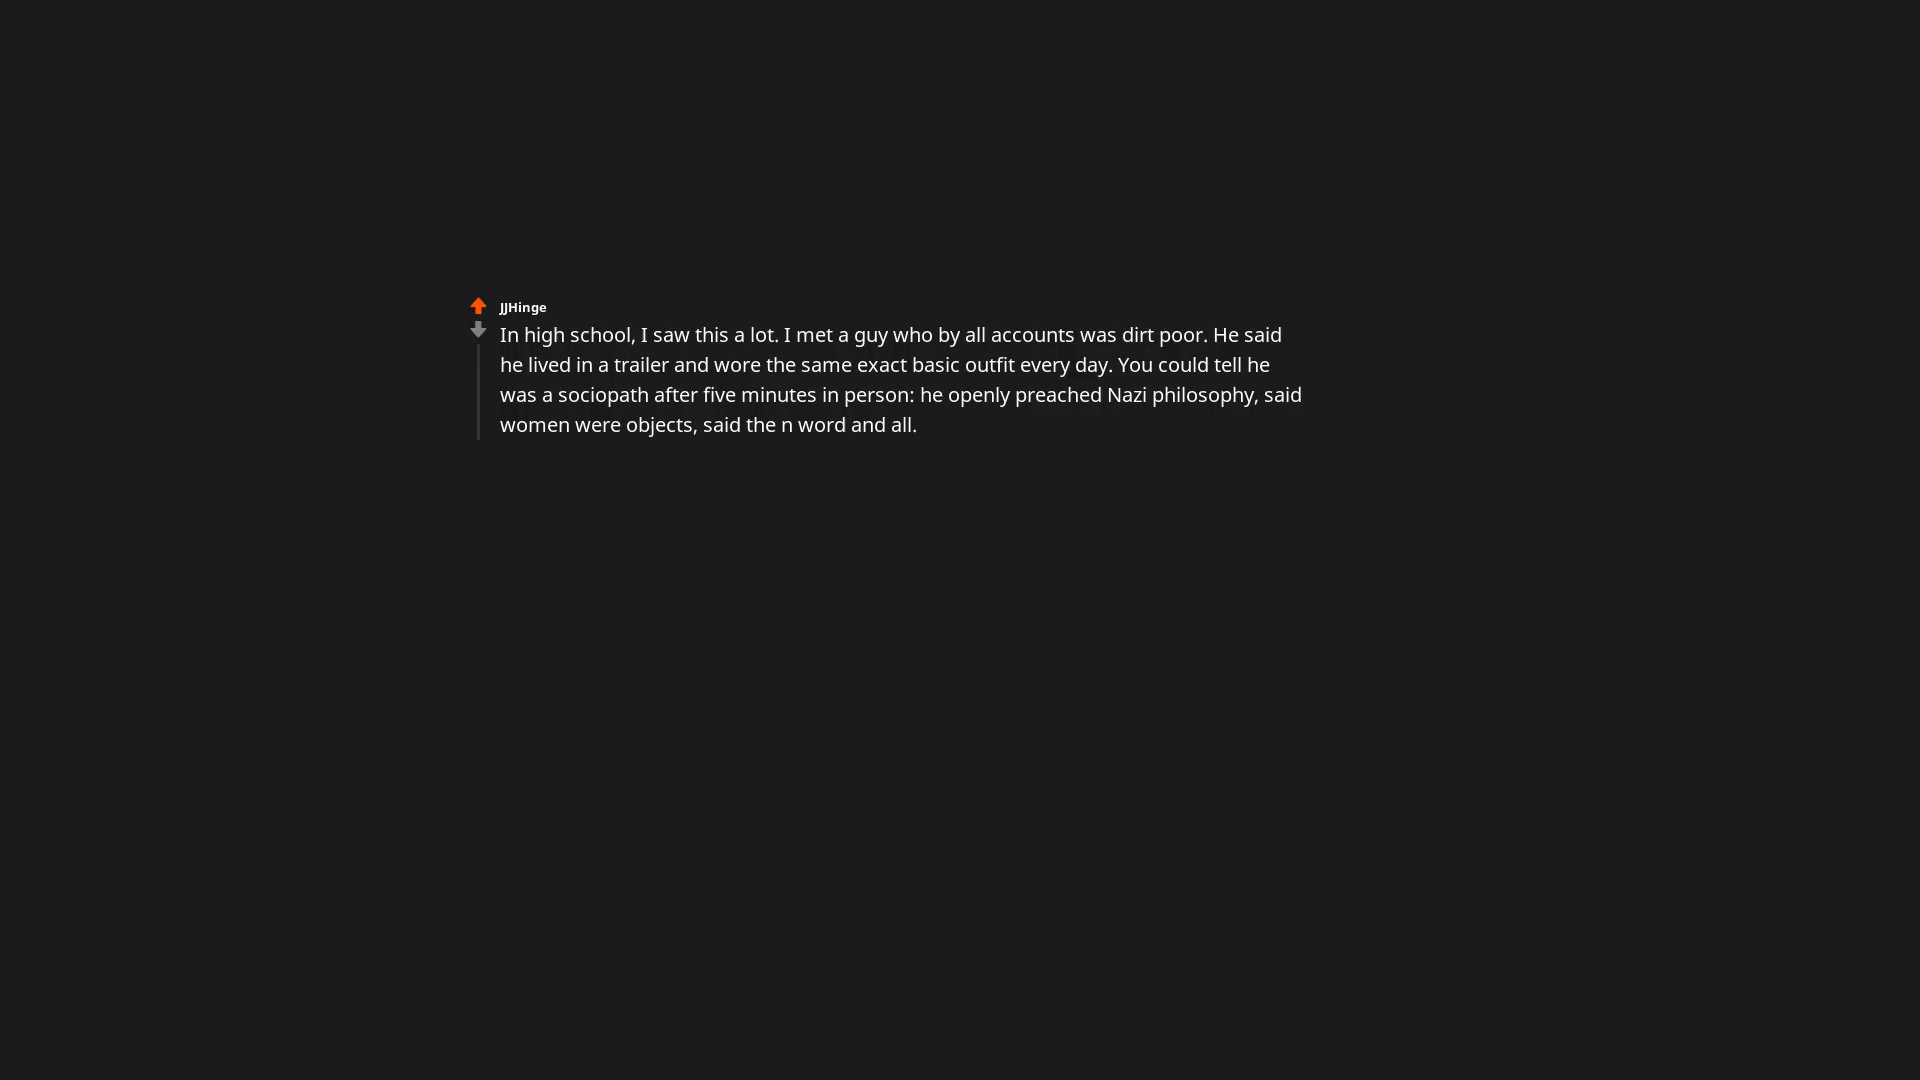 JJHinge
In high school, I saw this a lot. I met a guy who by all accounts was dirt poor. He said
he lived in a trailer and wore the same exact basic outfit every day. You could tell he
was a sociopath after five minutes in person: he openly preached Nazi philosophy, said
women were objects, said the n word and all.